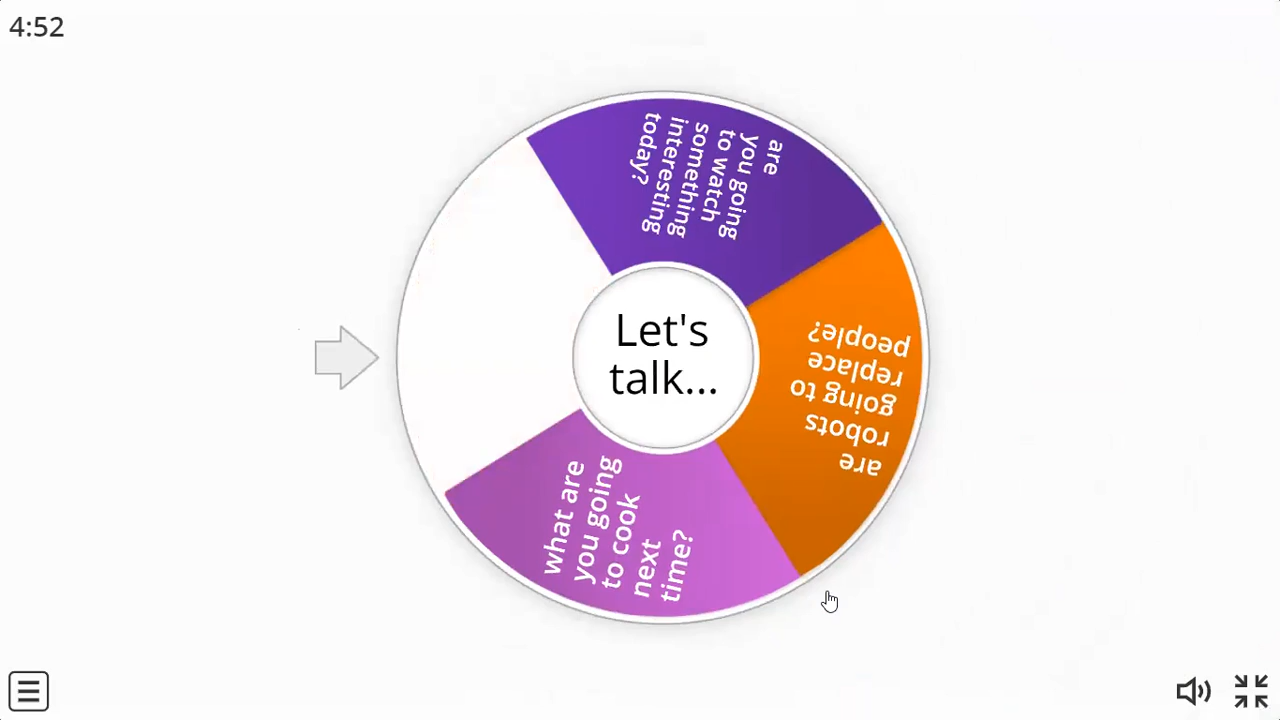 4:52
are
you going
to watch
something
interesting
today?
Let's
talk...
are
robots
going to
replace
people?
what are
you going
to cook
next
time?